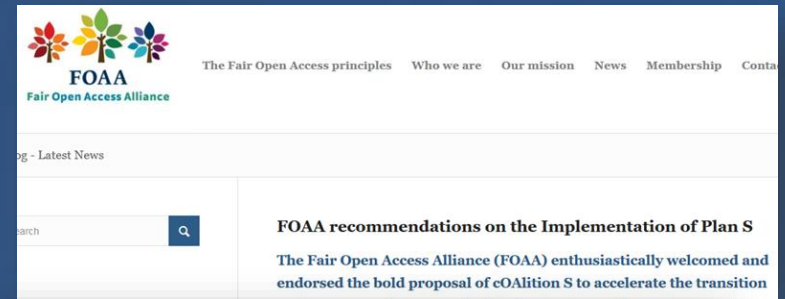 FOAA
Fair Open Access Alliance
The Fair Open Access principles Who we are Our mission News Membership
- Latest News
FOAA recommendations on the Implementation of Plan S
The Fair Open Access Alliance (FOAA) enthusiastically welcomed and
endorsed the bold proposal of cOAlition S to accelerate the transition